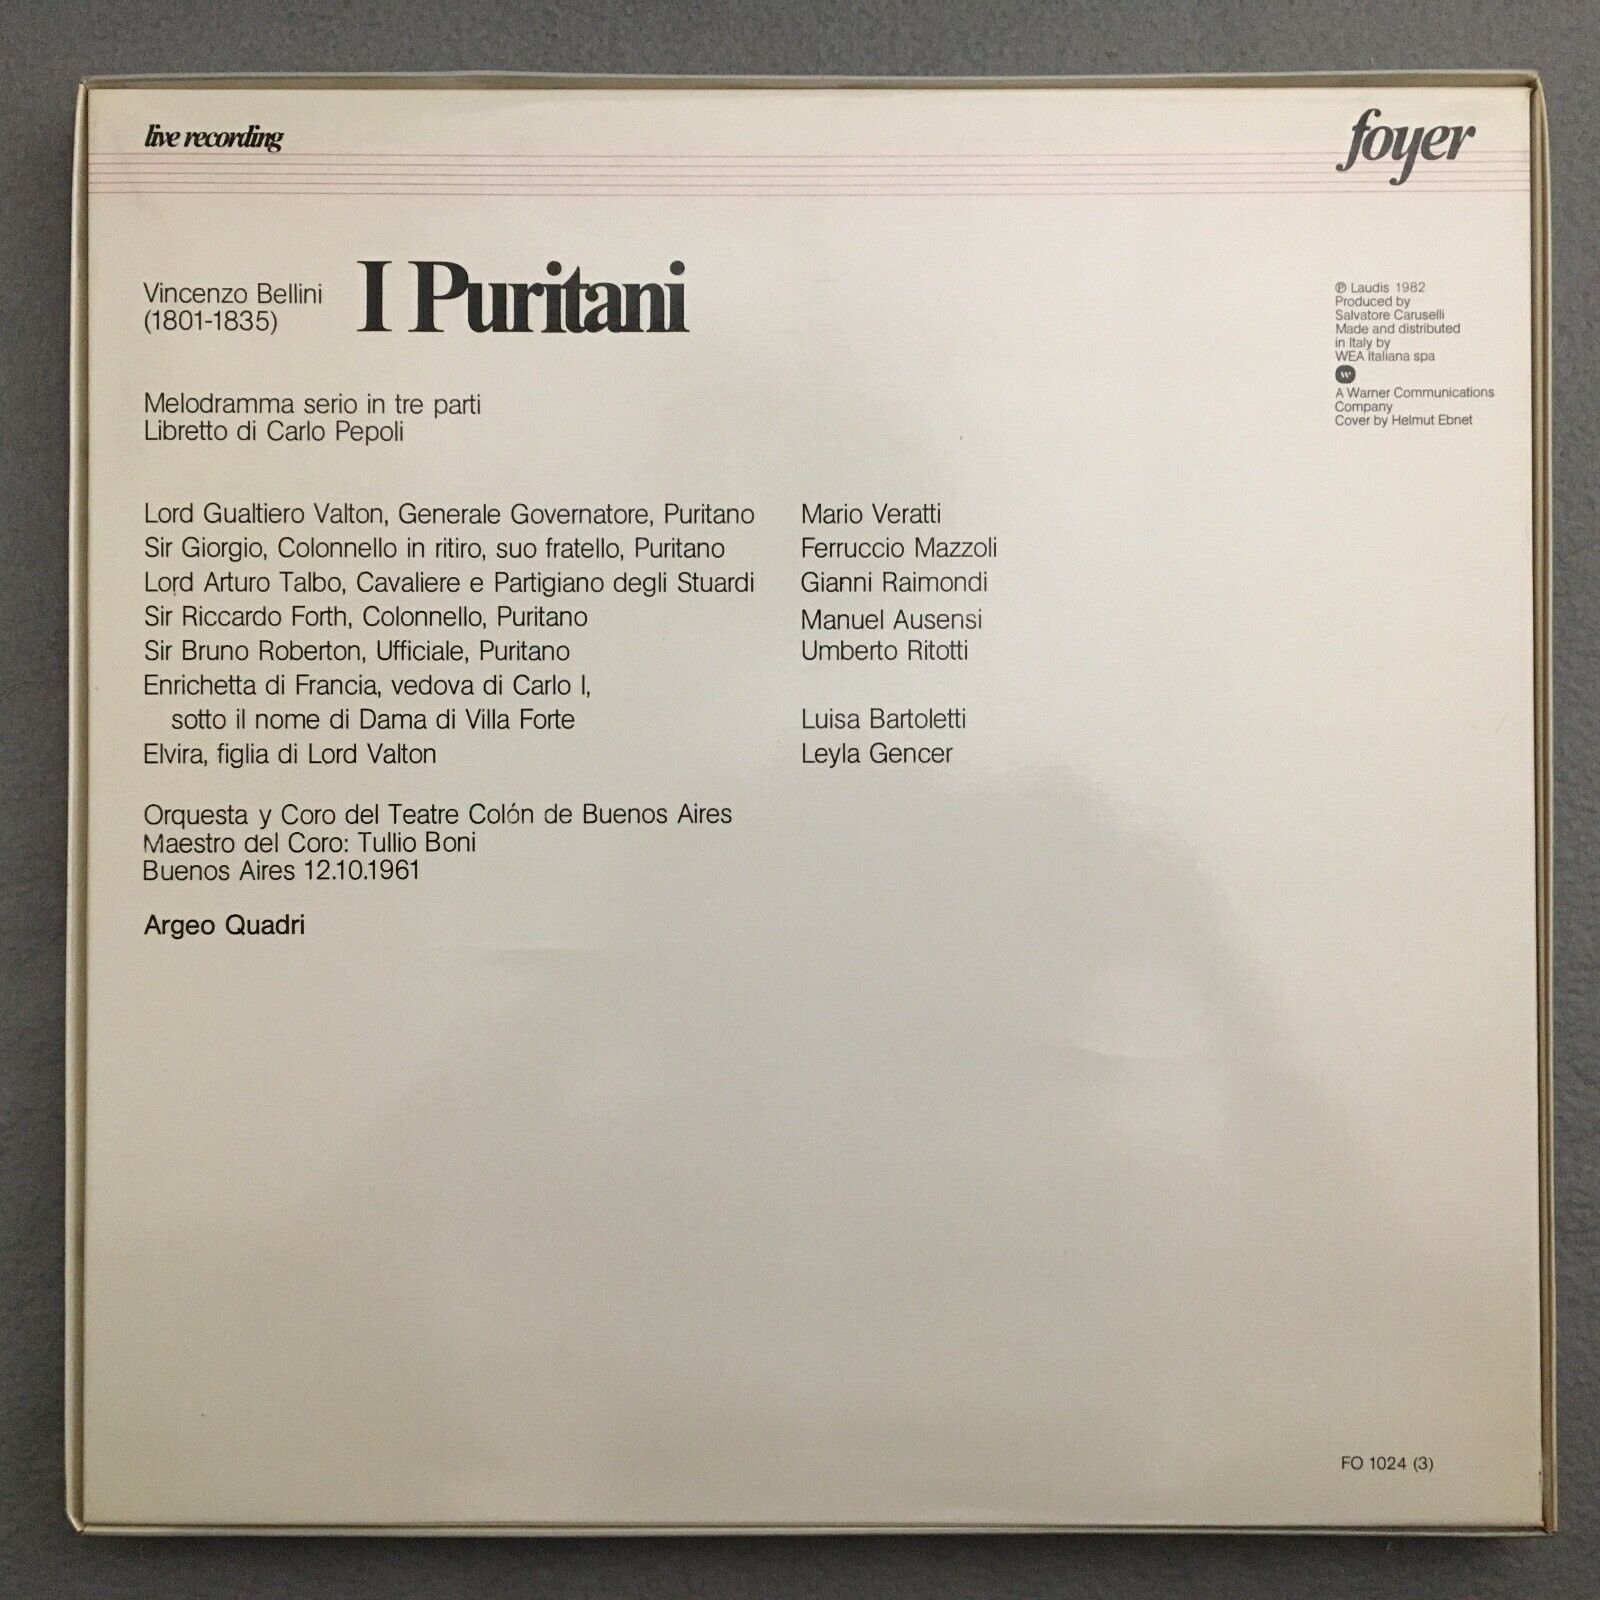 live recording
foyer
Vincenzo Bellini
(1801-1835)
I Puritani
℗ Laudis 1982
Produced by
Salvatore Caruselli
Made and distributed
in Italy by
WEA italiana spa
w
A Warner Communications
Company
Cover by Helmut Ebnet
Melodramma serio in tre parti
Libretto di Carlo Pepoli
Lord Gualtiero Valton, Generale Governatore, Puritano Mario Veratti
Sir Giorgio, Colonnello in ritiro, suo fratello, Puritano Ferruccio Mazzoli
Lord Arturo Talbo, Cavaliere e Partigiano degli Stuardi Gianni Raimondi
Sir Riccardo Forth, Colonnello, Puritano Manuel Ausensi
Sir Bruno Roberton, Ufficiale, Puritano Umberto Ritotti
Enrichetta di Francia, vedova di Carlo I,
sotto il nome di Dama di Villa Forte Luisa Bartoletti
Elvira, figlia di Lord Valton Leyla Gencer
Orquesta y Coro del Teatre Colón de Buenos Aires
Maestro del Coro: Tullio Boni
Buenos Aires 12.10.1961
Argeo Quadri
FO 1024 (3)